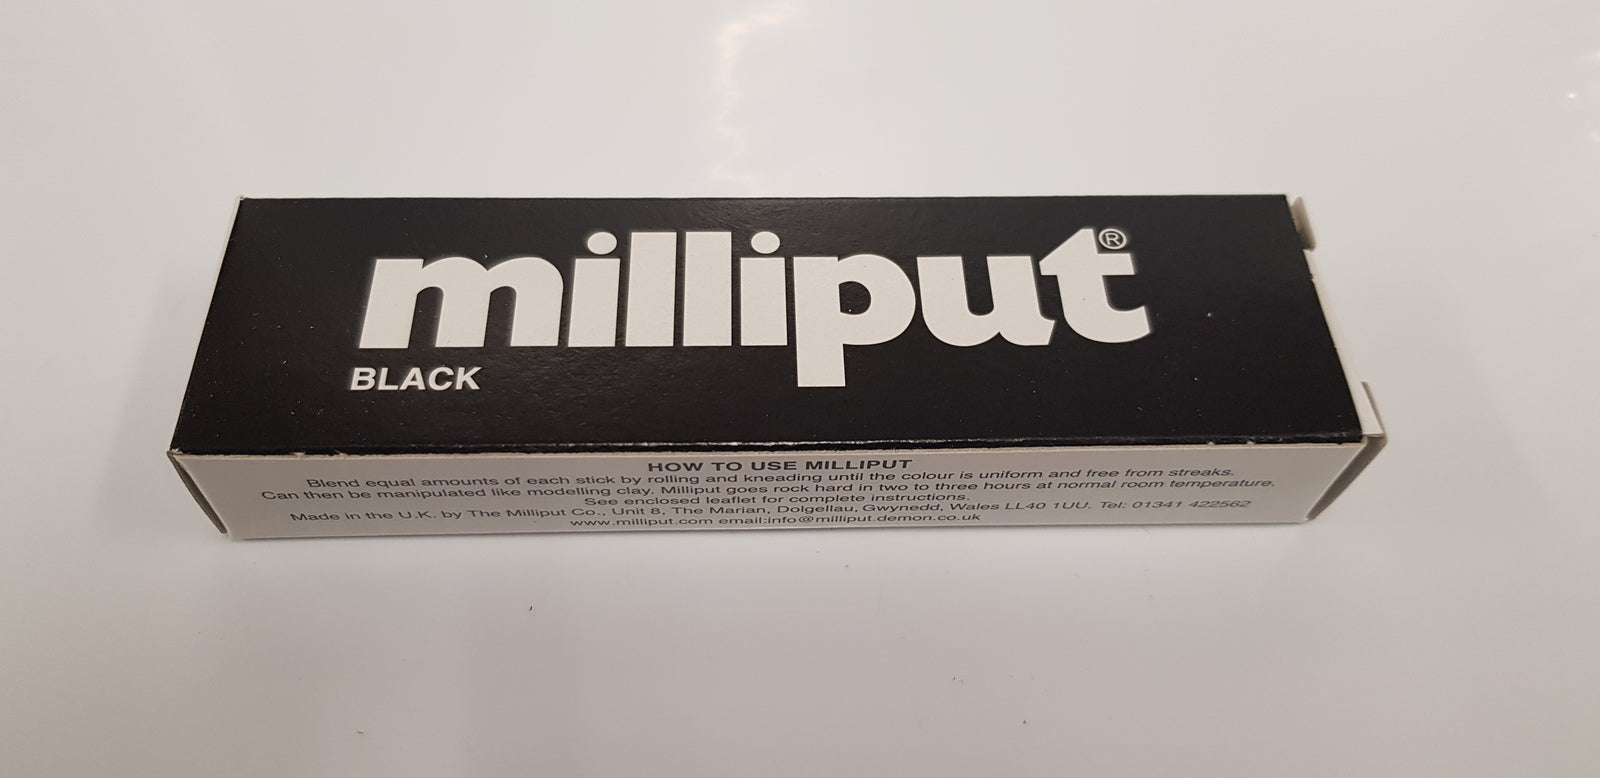 milliput®
BLACK
HOW TO USE MILLIPUT
Blend equal amounts of each stick by rolling and kneading until the colour is uniform and free from streaks.
Can then be manipulated like modelling clay. Milliput goes rock hard in two to three hours at normal room temperature.
See enclosed leaflet for complete instructions.
Made in the U.K. by The Milliput Co., Unit 8, The Marian, Dolgellau, Gwynedd, Wales LL40 1UU. Tel: 01341 422562
www.milliput.com email:info@milliput.demon.co.uk